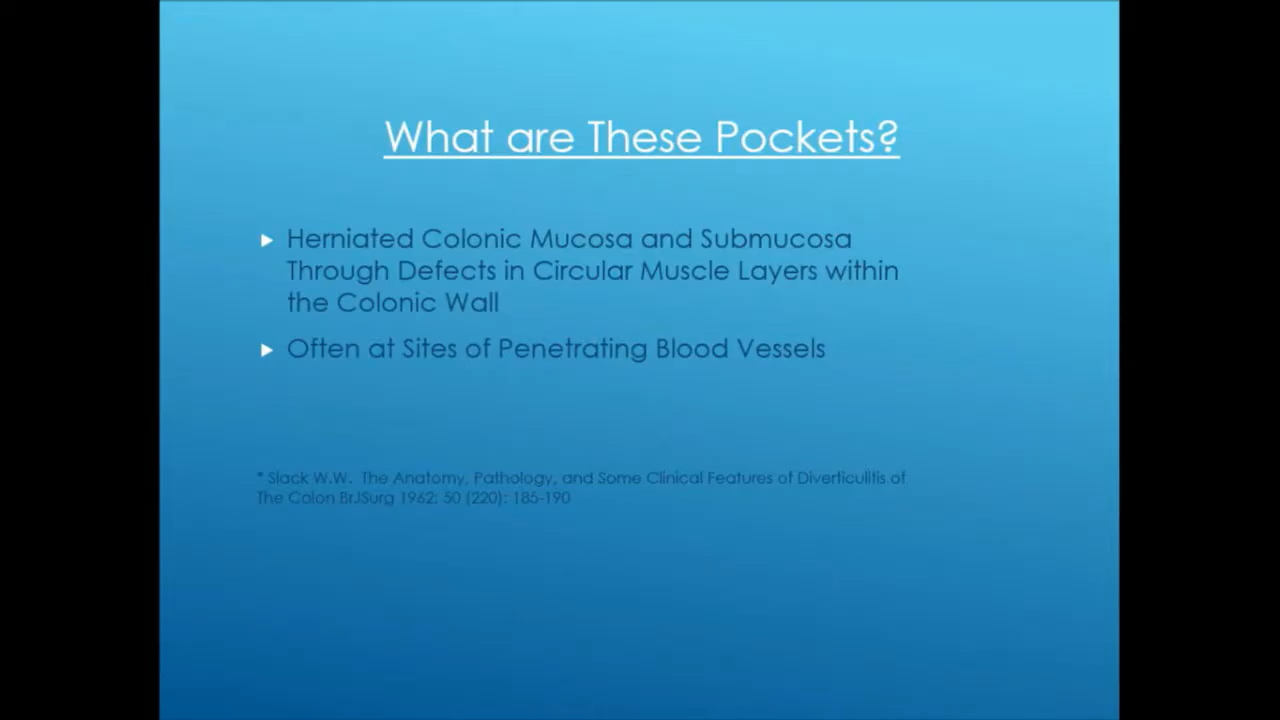 What are These Pockets?
Herniated Colonic Mucosa and Submucosa
Through Defects in Circular Muscle Layers within
the Colonic Wall
Often at Sites of Penetrating Blood Vessels
* Slack W.W. The Anatomy, Pathology, and Some Clinical Features of Diverticulitis of
The Colon BrJSurg 1962; 50 (220): 185-190